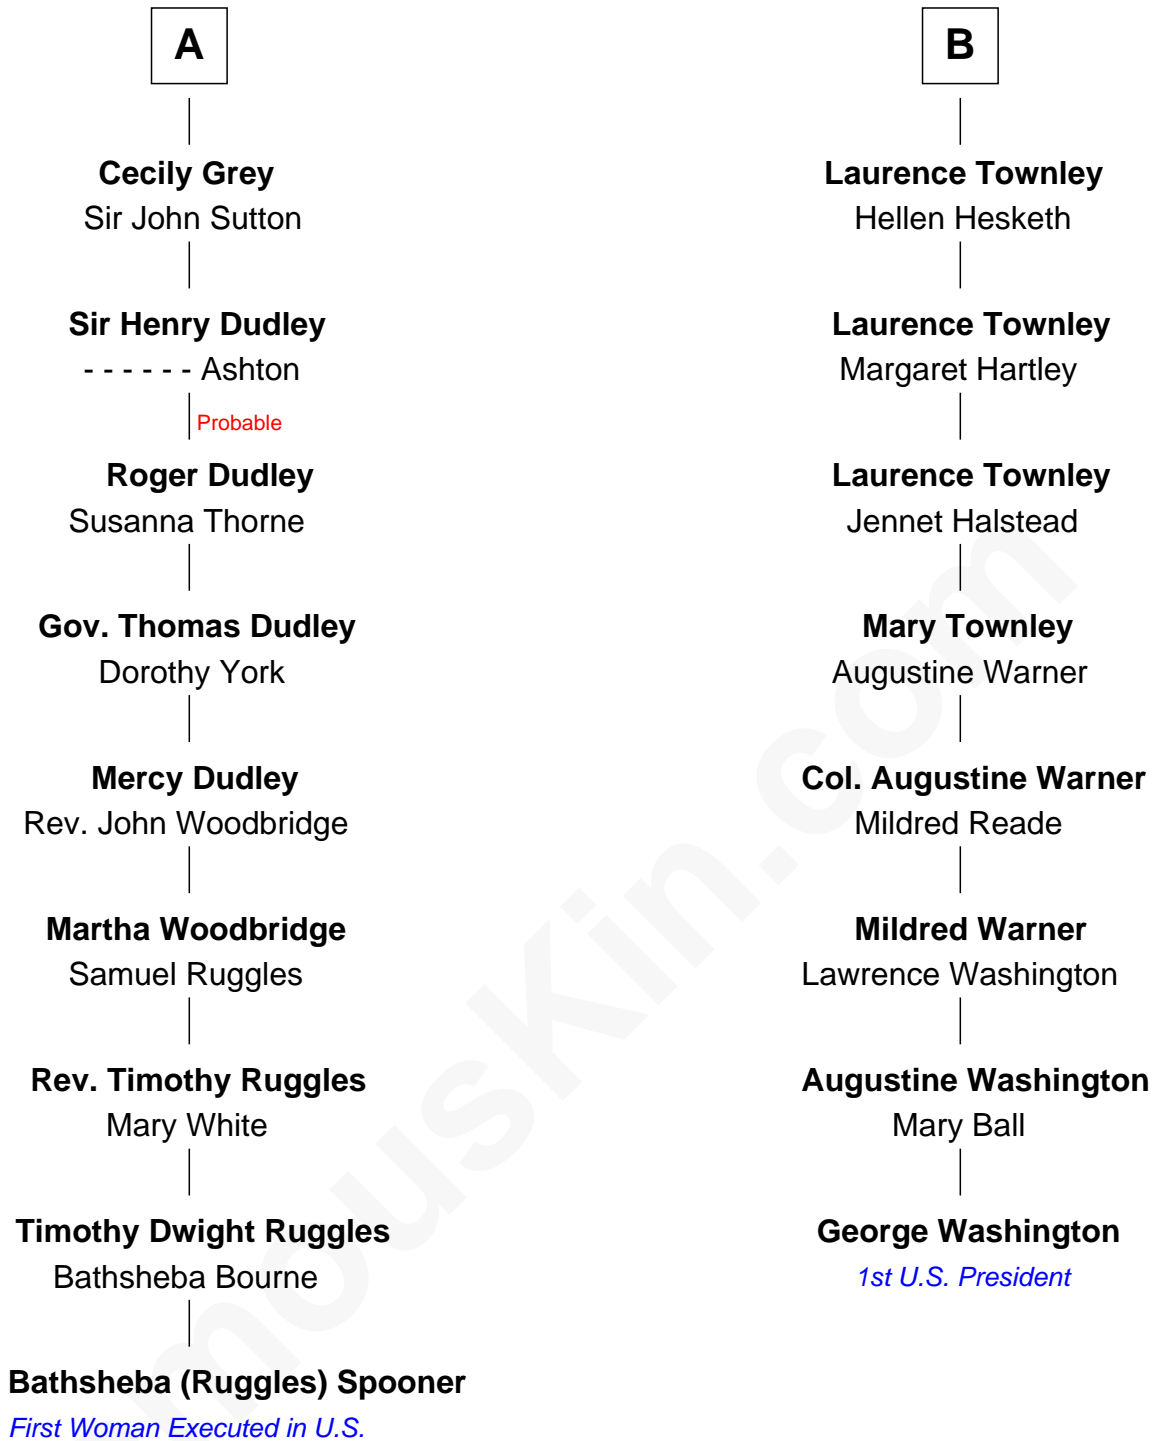 A
Cecily Grey
Sir John Sutton
Sir Henry Dudley
- - - - - - Ashton
Probable
Roger Dudley
Susanna Thorne
Gov. Thomas Dudley
Dorothy York
Mercy Dudley
Rev. John Woodbridge
Martha Woodbridge
Samuel Ruggles
Rev. Timothy Ruggles
Mary White
Timothy Dwight Ruggles
Bathsheba Bourne
Bathsheba (Ruggles) Spooner
First Woman Executed in U.S.
B
Laurence Townley
Hellen Hesketh
Laurence Townley
Margaret Hartley
Laurence Townley
Jennet Halstead
Mary Townley
Augustine Warner
Col. Augustine Warner
Mildred Reade
Mildred Warner
Lawrence Washington
Augustine Washington
Mary Ball
George Washington
1st U.S. President
mousKin.com